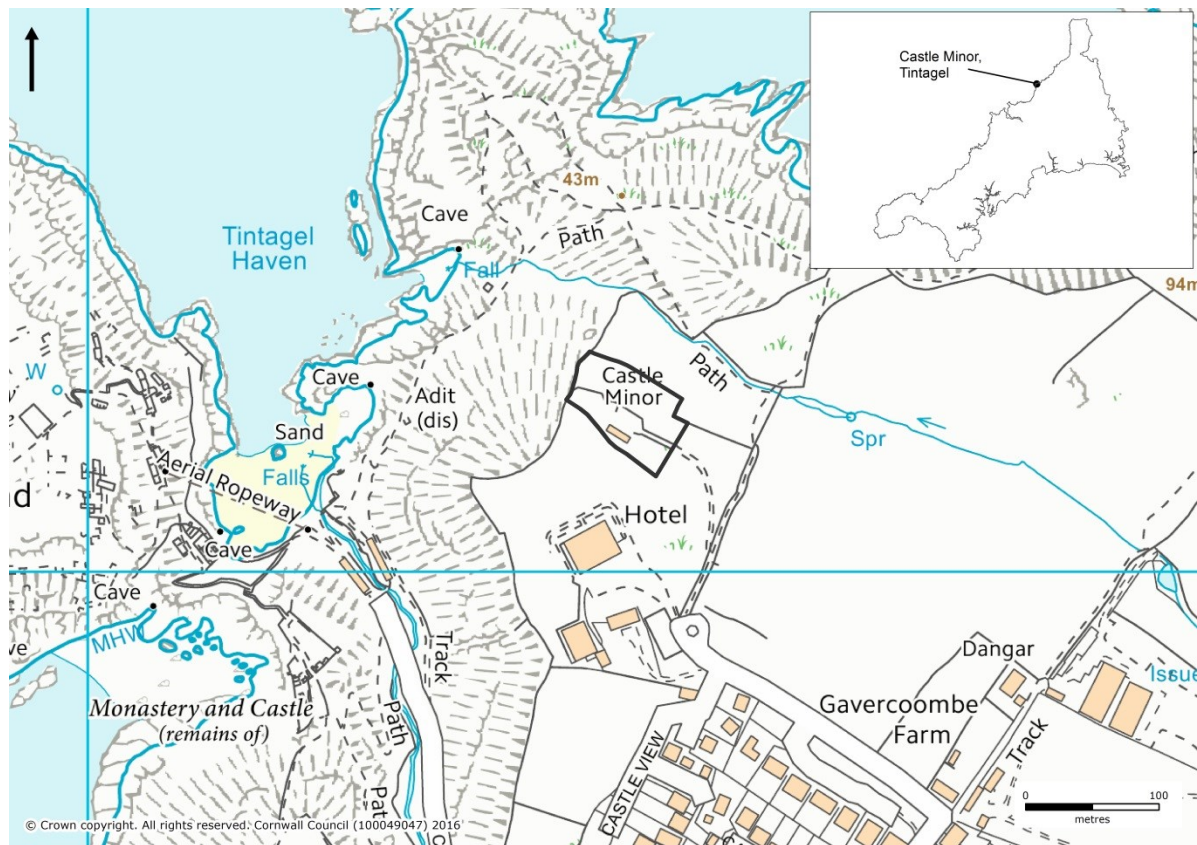 Castle Minor,
Tintagel
43m
Cave
Path
Tintagel
Haven
Fall
94m
W
Cave
Adit
(dis)
Castle
Minor
Path
Spr
Sand
Falls
Aerial Ropeway
d
Hotel
Cave
Cave
MHW
ve
Track
Dangar
Issue
Monastery and Castle
(remains of)
Path
Gavercoombe
Farm
Track
CASTLE VIEW
Pat
0
100
metres
© Crown copyright. All rights reserved. Cornwall Council (100049047) 2016